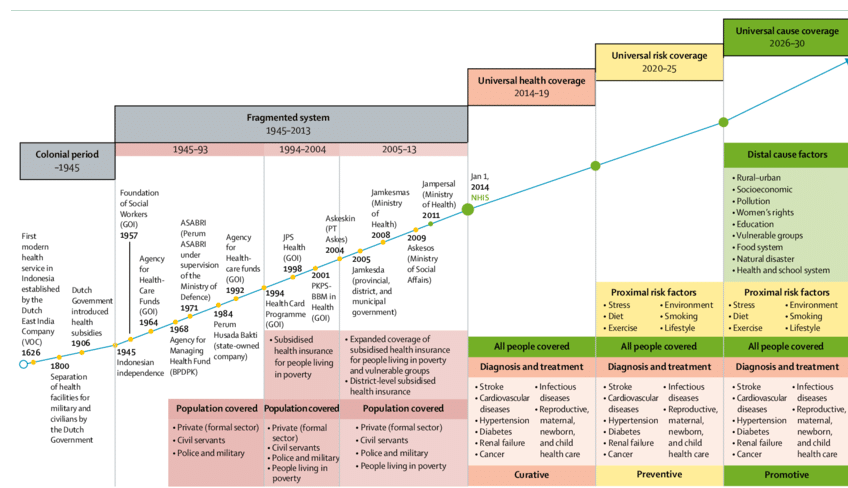 Universal cause coverage
2026–30
Universal risk coverage
2020–25
Universal health coverage
2014–19
Fragmented system
1945–2013
Colonial period
–1945
1945–93
1994–2004
2005–13
First
modern
health
service in
Indonesia
established
by the
Dutch
East India
Company
(VOC)
1626
1800
Separation
of health
facilities for
military and
civilians by
the Dutch
Government
Dutch
Government
introduced
health
subsidies
1906
1945
Indonesian
independence
Foundation
of Social
Workers
(GOI)
1957
Agency
for
Health-
Care
Funds
(GOI)
1964
1968
Agency for
Managing
Health Fund
(BPDPK)
ASABRI
(Perum
ASABRI
under
supervision
of the
Ministry of
Defence)
1971
1984
Perum
Husada Bakti
(state-owned
company)
Agency
for
Health-
care funds
(GOI)
1992
1994
Health Card
Programme
(GOI)
JPS
Health
(GOI)
1998
2001
PKPS-
BBM in
Health
(GOI)
Askeskin
(PT
Askes)
2004
2005
Jamkesda
(provincial,
district, and
municipal
government)
Jamkesmas
(Ministry
of
Health)
2008
2009
Askesos
(Ministry
of Social
Affairs)
Jampersal
(Ministry
of Health)
2011
Jan 1,
2014
NHIS
• Subsidised
health insurance
for people living
in poverty
• Expanded coverage of
subsidised health insurance
for people living in poverty
and vulnerable groups
• District-level subsidised
health insurance
Population covered
• Private (formal sector)
• Civil servants
• Police and military
Population covered
• Private (formal
sector)
• Civil servants
• Police and military
• People living in
poverty
Population covered
• Private (formal sector)
• Civil servants
• Police and military
• People living in poverty
All people covered
Diagnosis and treatment
• Stroke
• Cardiovascular
diseases
• Hypertension
• Diabetes
• Renal failure
• Cancer
• Infectious
diseases
• Reproductive,
maternal,
newborn,
and child
health care
Curative
Proximal risk factors
• Stress
• Diet
• Exercise
• Environment
• Smoking
• Lifestyle
All people covered
Diagnosis and treatment
• Stroke
• Cardiovascular
diseases
• Hypertension
• Diabetes
• Renal failure
• Cancer
• Infectious
diseases
• Reproductive,
maternal,
newborn,
and child
health care
Preventive
Distal cause factors
• Rural–urban
• Socioeconomic
• Pollution
• Women's rights
• Education
• Vulnerable groups
• Food system
• Natural disaster
• Health and school system
Proximal risk factors
• Stress
• Diet
• Exercise
• Environment
• Smoking
• Lifestyle
All people covered
Diagnosis and treatment
• Stroke
• Cardiovascular
diseases
• Hypertension
• Diabetes
• Renal failure
• Cancer
• Infectious
diseases
• Reproductive,
maternal,
newborn,
and child
health care
Promotive